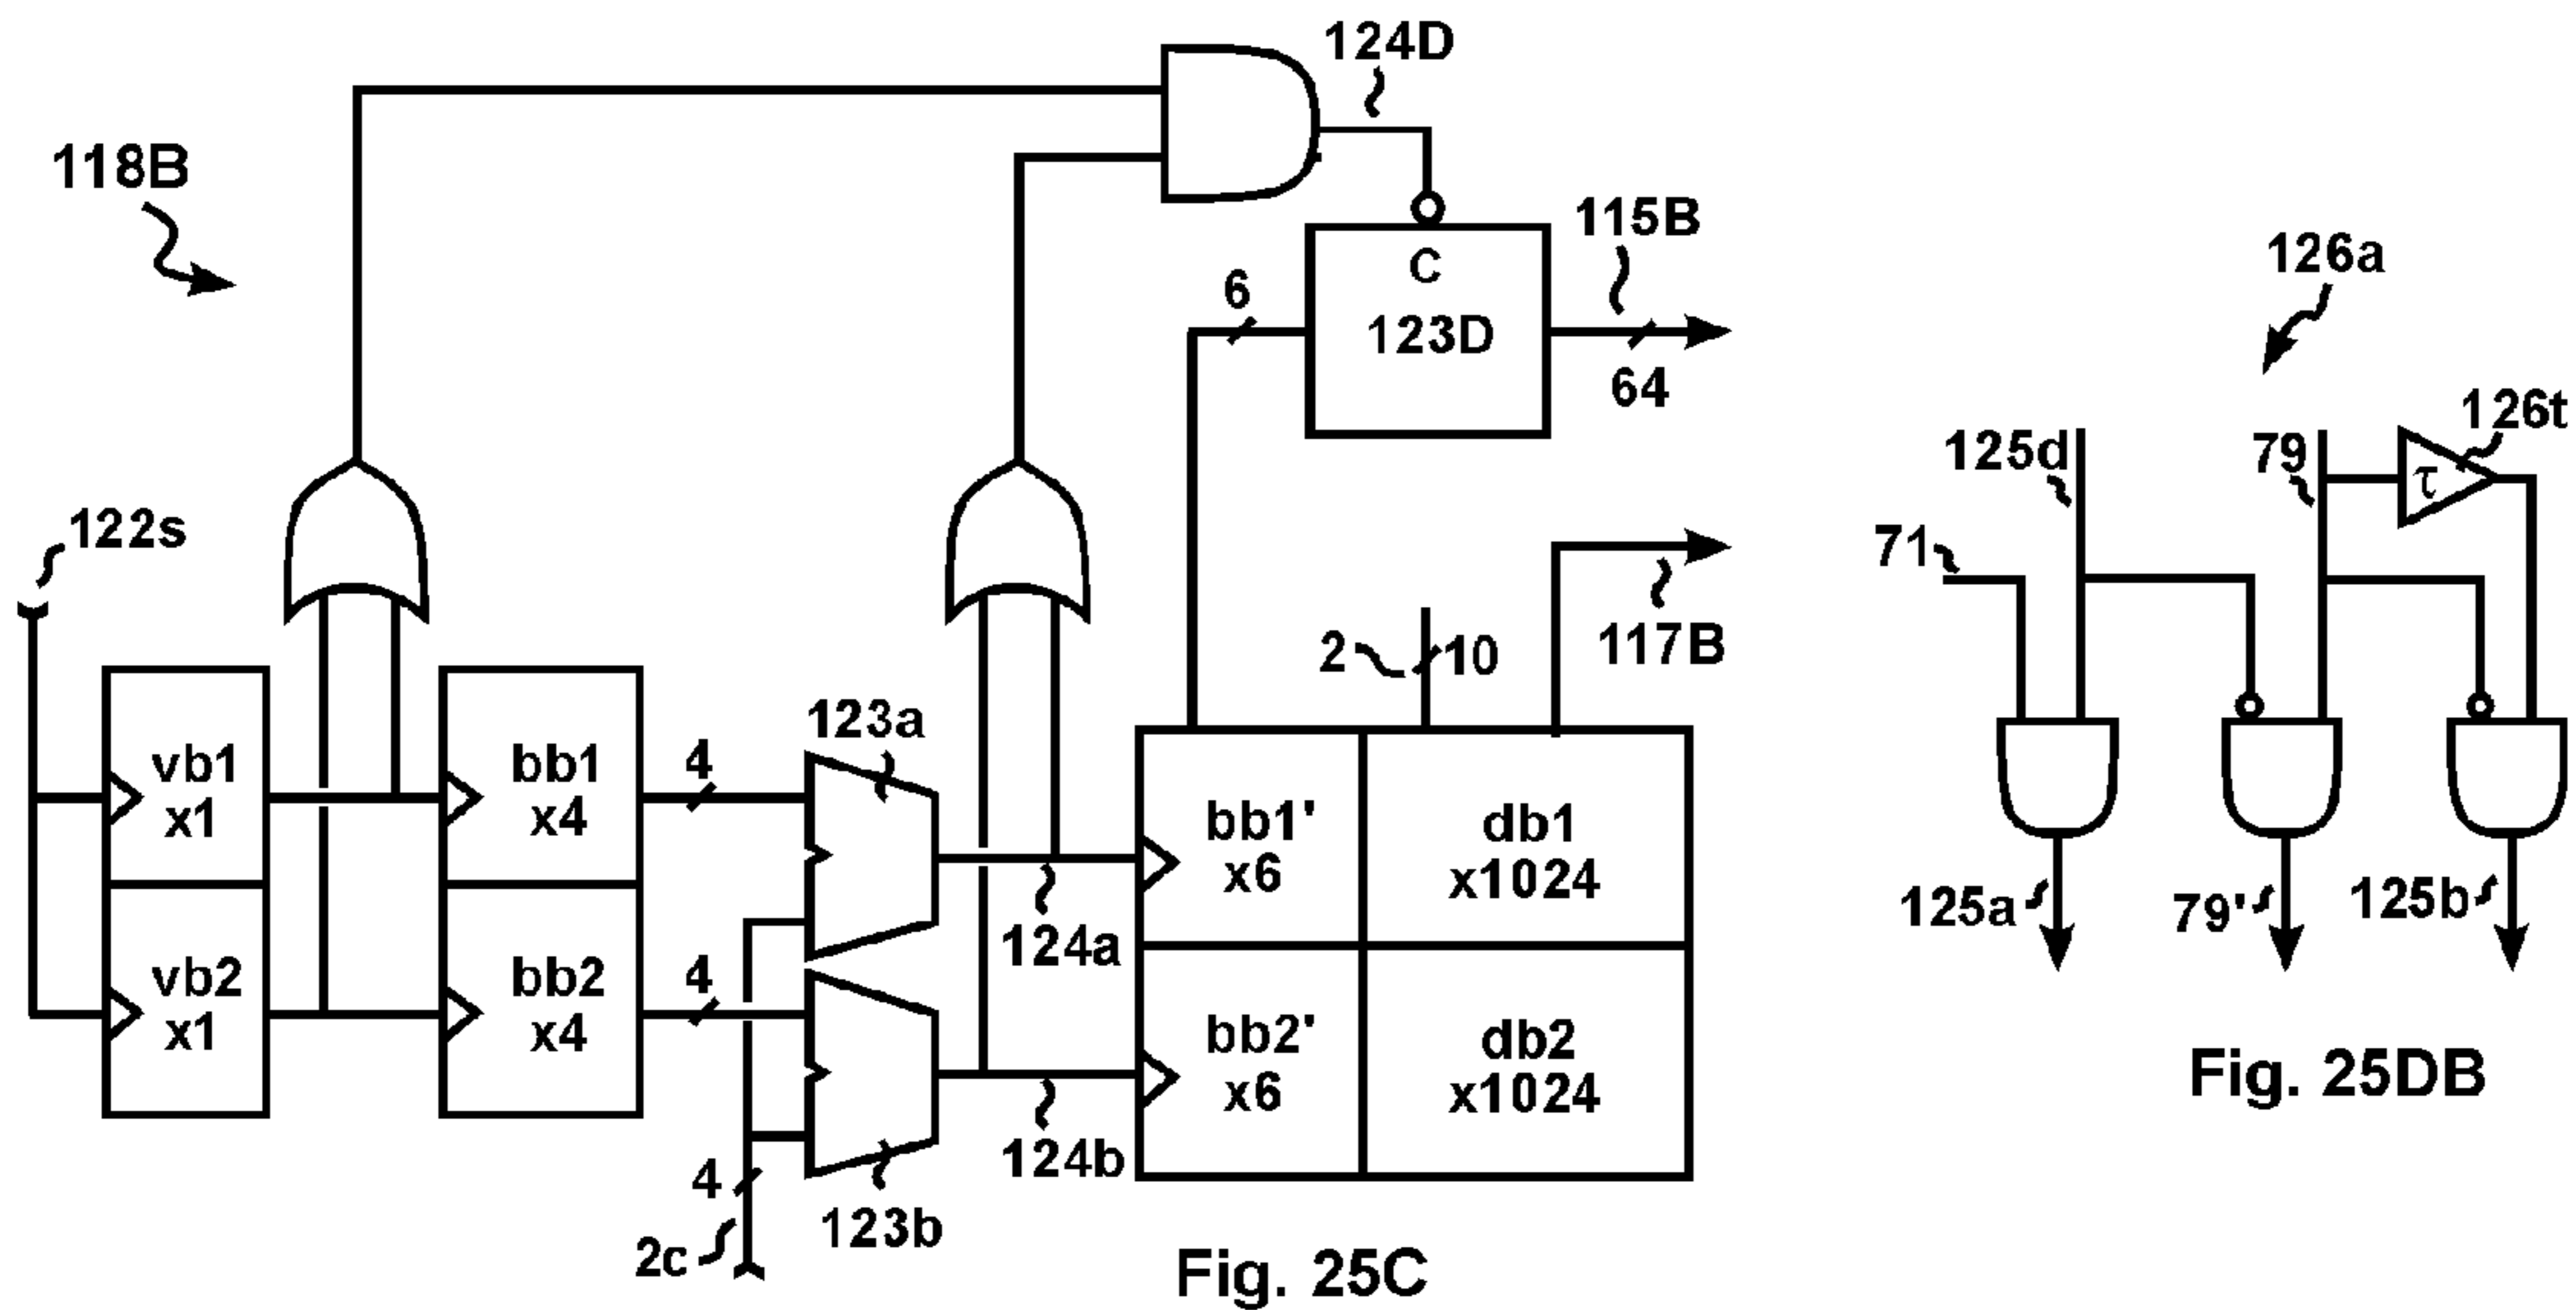 124D
118B
115B
C
123D
6
64
126a
126t
τ
125d
79
71
122s
117B
2
10
123a
vb1
x1
bb1
x4
4
bb1'
x6
db1
x1024
124a
125a
79'
125b
vb2
x1
bb2
x4
4
bb2'
x6
db2
x1024
124b
4
123b
2c
Fig. 25C
Fig. 25DB